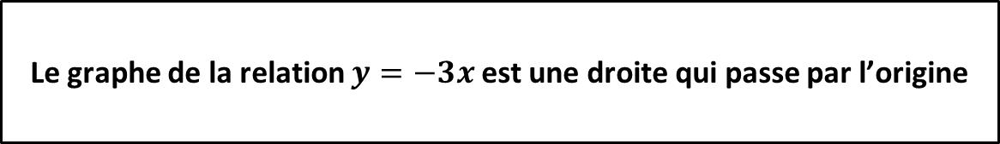 Le graphe de la relation 𝒚 = −𝟑𝒙 est une droite qui passe par l’origine